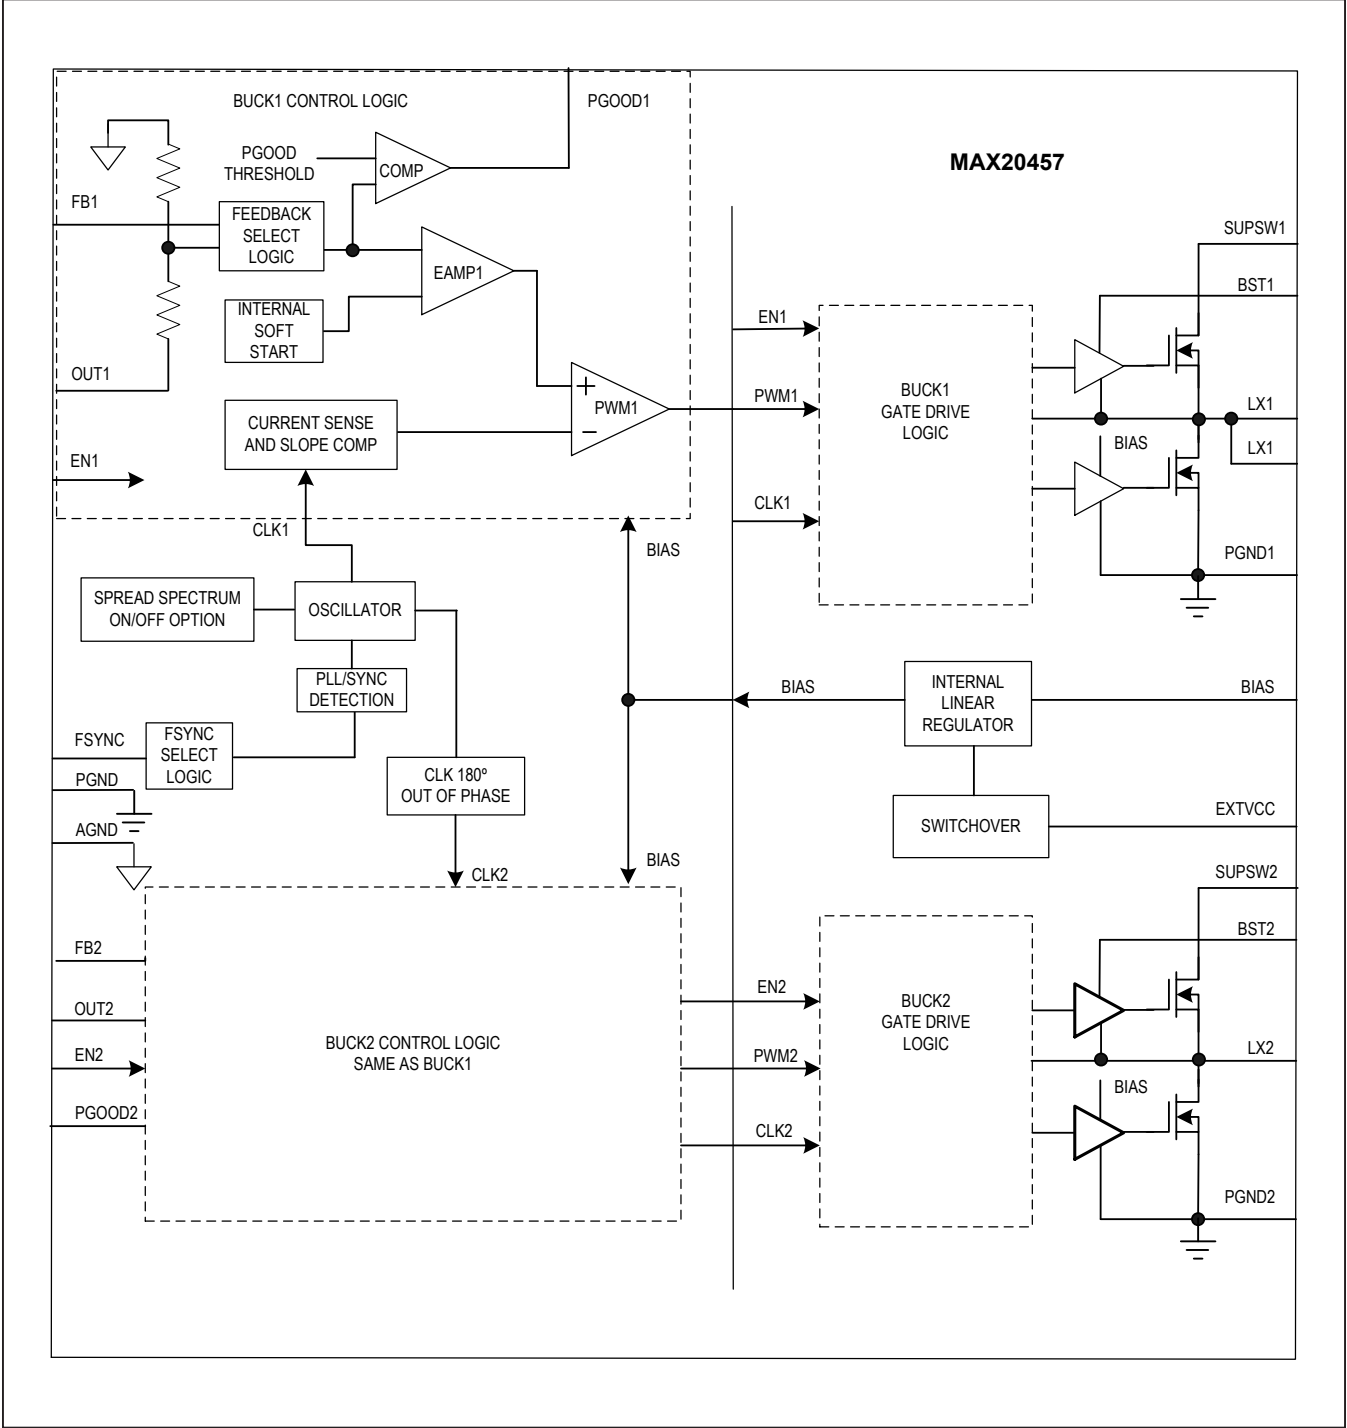 BUCK1 CONTROL LOGIC
PGOOD1
MAX20457
PGOOD
THRESHOLD
COMP
FB1
FEEDBACK
SELECT
LOGIC
EAMP1
INTERNAL
SOFT
START
OUT1
PWM1
CURRENT SENSE
AND SLOPE COMP
EN1
CLK1
BIAS
SPREAD SPECTRUM
ON/OFF OPTION
OSCILLATOR
PLL/SYNC
DETECTION
FSYNC
FSYNC
SELECT
LOGIC
PGND
AGND
CLK 180º
OUT OF PHASE
CLK2
BIAS
FB2
OUT2
EN2
PGOOD2
BUCK2 CONTROL LOGIC
SAME AS BUCK1
EN1
PWM1
CLK1
BUCK1
GATE DRIVE
LOGIC
SUPSW1
BST1
LX1
LX1
BIAS
PGND1
BIAS
INTERNAL
LINEAR
REGULATOR
BIAS
SWITCHOVER
EXTVCC
EN2
PWM2
CLK2
BUCK2
GATE DRIVE
LOGIC
SUPSW2
BST2
LX2
BIAS
PGND2